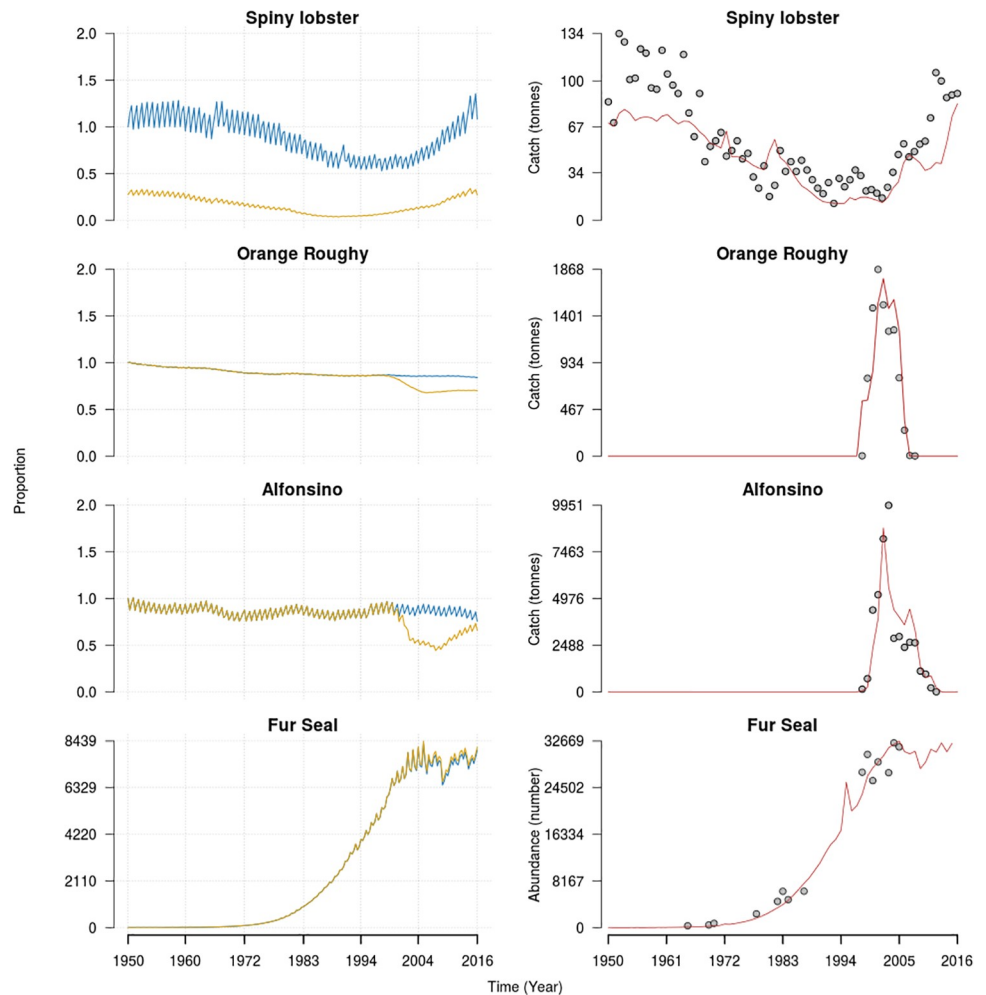 Spiny lobster
2.0
1.5
1.0
0.5
0.0
Spiny lobster
Catch (tonnes)
134
100
67
34
0
Orange Roughy
2.0
1.5
1.0
0.5
0.0
Orange Roughy
Catch (tonnes)
1868
1401
934
467
0
Proportion
Alfonsino
2.0
1.5
1.0
0.5
0.0
Alfonsino
Catch (tonnes)
9951
7463
4976
2488
0
Fur Seal
8439
6329
4220
2110
0
1950 1960 1972 1983 1994 2004 2016
Fur Seal
Abundance (number)
32669
24502
16334
8167
0
1950 1961 1972 1983 1994 2005 2016
Time (Year)